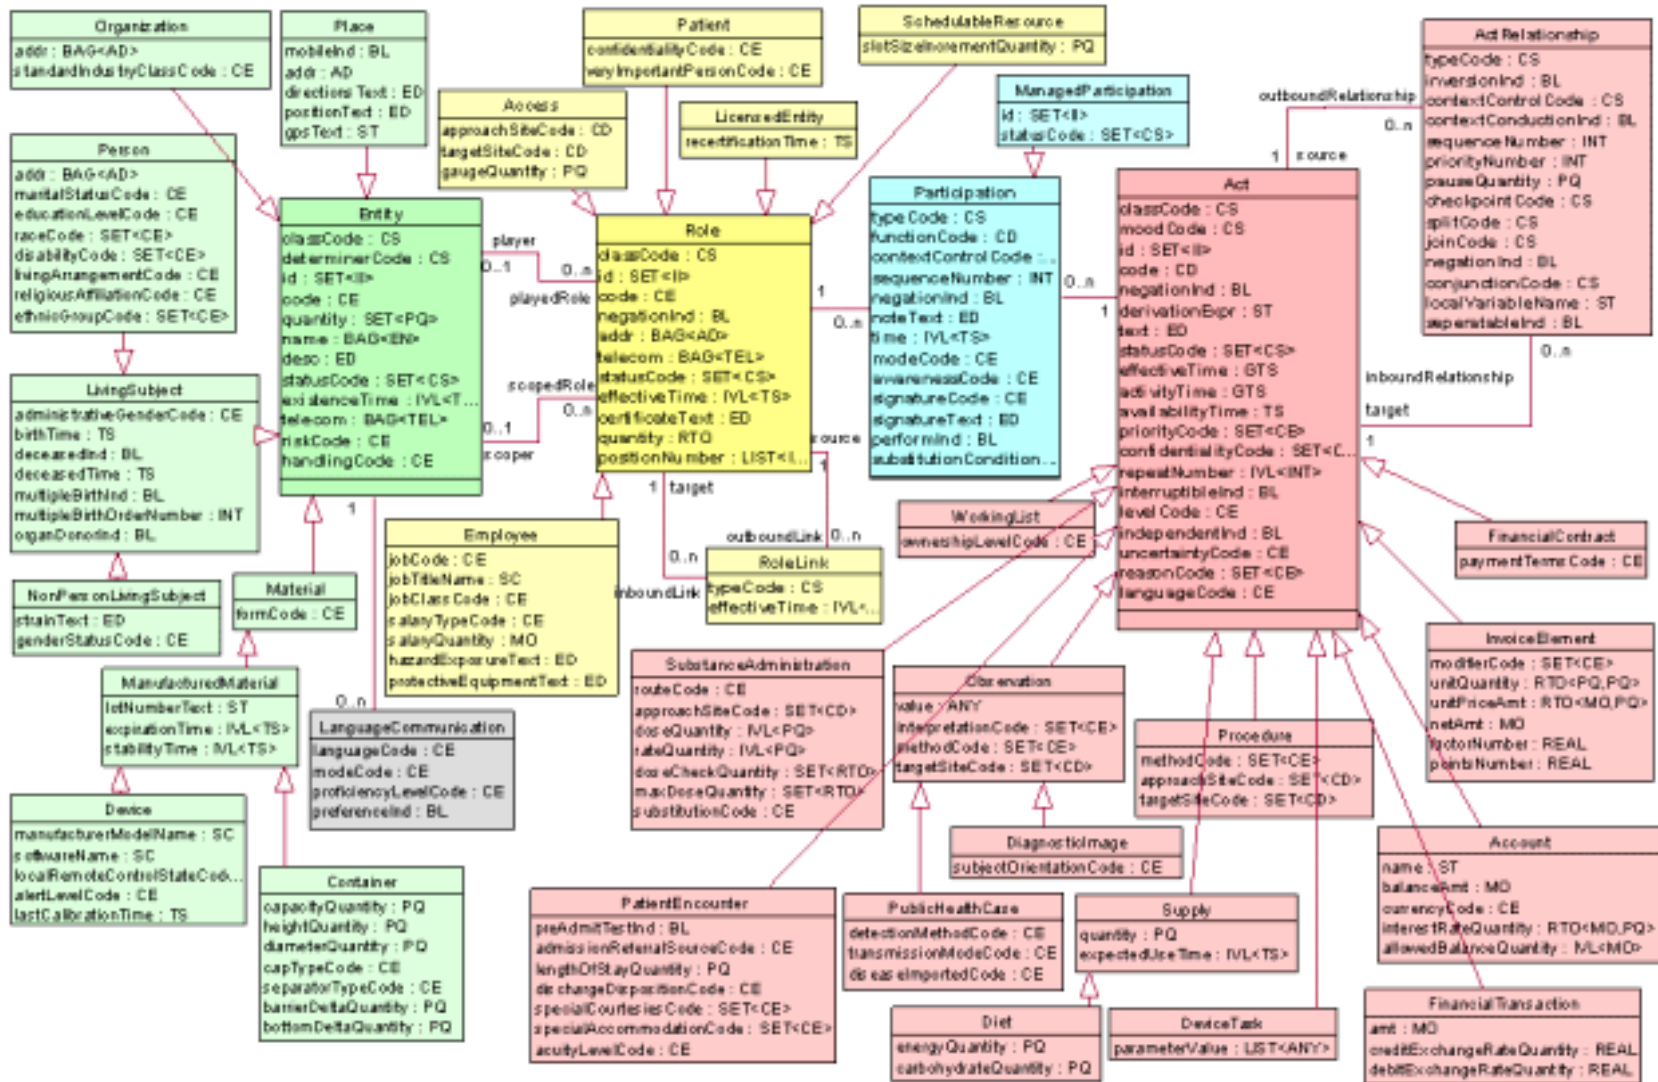 Organization
addr : BAG<AD>
standardIndustryClassCode : CE
Place
mobileInd : BL
addr : AD
directionsText : ED
positionText : ED
gpsText : ST
Patient
confidentialityCode : CE
veryImportantPersonCode : CE
SchedulableResource
slotSizeIncrementQuantity : PQ
ActRelationship
typeCode : CS
inversionInd : BL
contextControlCode : CS
contextConductionInd : BL
sequenceNumber : INT
priorityNumber : INT
pauseQuantity : PQ
checkpointCode : CS
splitCode : CS
joinCode : CS
negationInd : BL
conjunctionCode : CS
localVariableName : ST
seperatableInd : BL
Access
approachSiteCode : CD
targetSiteCode : CD
gaugeQuantity : PQ
LicensedEntity
recertificationTime : TS
ManagedParticipation
id : SET<II>
statusCode : SET<CS>
outboundRelationship
0..n
1
source
Person
addr : BAG<AD>
maritalStatusCode : CE
educationLevelCode : CE
raceCode : SET<CE>
disabilityCode : SET<CE>
livingArrangementCode : CE
religiousAffiliationCode : CE
ethnicGroupCode : SET<CE>
Entity
classCode : CS
determinerCode : CS
id : SET<II>
code : CE
quantity : SET<PQ>
name : BAG<EN>
desc : ED
statusCode : SET<CS>
existenceTime : IVL<T...
telecom : BAG<TEL>
riskCode : CE
handlingCode : CE
player
0..1
0..n
playedRole
scopedRole
0..n
0..1
scoper
Role
classCode : CS
id : SET<II>
code : CE
negationInd : BL
addr : BAG<AD>
telecom : BAG<TEL>
statusCode : SET<CS>
effectiveTime : IVL<TS>
certificateText : ED
quantity : RTO
positionNumber : LIST<I...
1
0..n
source
1
1
target
Participation
typeCode : CS
functionCode : CD
contextControlCode :...
sequenceNumber : INT
negationInd : BL
noteText : ED
time : IVL<TS>
modeCode : CE
awarenessCode : CE
signatureCode : CE
signatureText : ED
performInd : BL
substitutionCondition...
0..n
1
Act
classCode : CS
moodCode : CS
id : SET<II>
code : CD
negationInd : BL
derivationExpr : ST
text : ED
statusCode : SET<CS>
effectiveTime : GTS
activityTime : GTS
availabilityTime : TS
priorityCode : SET<CE>
confidentialityCode : SET<C...
repeatNumber : IVL<INT>
interruptibleInd : BL
levelCode : CE
independentInd : BL
uncertaintyCode : CE
reasonCode : SET<CE>
languageCode : CE
0..n
inboundRelationship
target
1
LivingSubject
administrativeGenderCode : CE
birthTime : TS
deceasedInd : BL
deceasedTime : TS
multipleBirthInd : BL
multipleBirthOrderNumber : INT
organDonorInd : BL
1
Employee
jobCode : CE
jobTitleName : SC
jobClassCode : CE
salaryTypeCode : CE
salaryQuantity : MO
hazardExposureText : ED
protectiveEquipmentText : ED
outboundLink
0..n
0..n
inboundLink
RoleLink
typeCode : CS
effectiveTime : IVL<...
WorkingList
ownershipLevelCode : CE
FinancialContract
paymentTermsCode : CE
NonPersonLivingSubject
strainText : ED
genderStatusCode : CE
Material
formCode : CE
ManufacturedMaterial
lotNumberText : ST
expirationTime : IVL<TS>
stabilityTime : IVL<TS>
0..n
LanguageCommunication
languageCode : CE
modeCode : CE
proficiencyLevelCode : CE
preferenceInd : BL
SubstanceAdministration
routeCode : CE
approachSiteCode : SET<CD>
doseQuantity : IVL<PQ>
rateQuantity : IVL<PQ>
doseCheckQuantity : SET<RTO>
maxDoseQuantity : SET<RTO>
substitutionCode : CE
Observation
value : ANY
interpretationCode : SET<CE>
methodCode : SET<CE>
targetSiteCode : SET<CD>
Procedure
methodCode : SET<CE>
approachSiteCode : SET<CD>
targetSiteCode : SET<CD>
InvoiceElement
modifierCode : SET<CE>
unitQuantity : RTO<PQ,PQ>
unitPriceAmt : RTO<MO,PQ>
netAmt : MO
factorNumber : REAL
pointsNumber : REAL
Device
manufacturerModelName : SC
softwareName : SC
localRemoteControlStateCod...
alertLevelCode : CE
lastCalibrationTime : TS
Container
capacityQuantity : PQ
heightQuantity : PQ
diameterQuantity : PQ
capTypeCode : CE
separatorTypeCode : CE
barrierDeltaQuantity : PQ
bottomDeltaQuantity : PQ
DiagnosticImage
subjectOrientationCode : CE
Account
name : ST
balanceAmt : MO
currencyCode : CE
interestRateQuantity : RTO<MO,PQ>
allowedBalanceQuantity : IVL<MO>
PatientEncounter
preAdmitTestInd : BL
admissionReferralSourceCode : CE
lengthOfStayQuantity : PQ
dischargeDispositionCode : CE
specialCourtesiesCode : SET<CE>
specialAccommodationCode : SET<CE>
acuityLevelCode : CE
PublicHealthCase
detectionMethodCode : CE
transmissionModeCode : CE
diseaseImportedCode : CE
Supply
quantity : PQ
expectedUseTime : IVL<TS>
Diet
energyQuantity : PQ
carbohydrateQuantity : PQ
DeviceTask
parameterValue : LIST<ANY>
FinancialTransaction
amt : MO
creditExchangeRateQuantity : REAL
debitExchangeRateQuantity : REAL